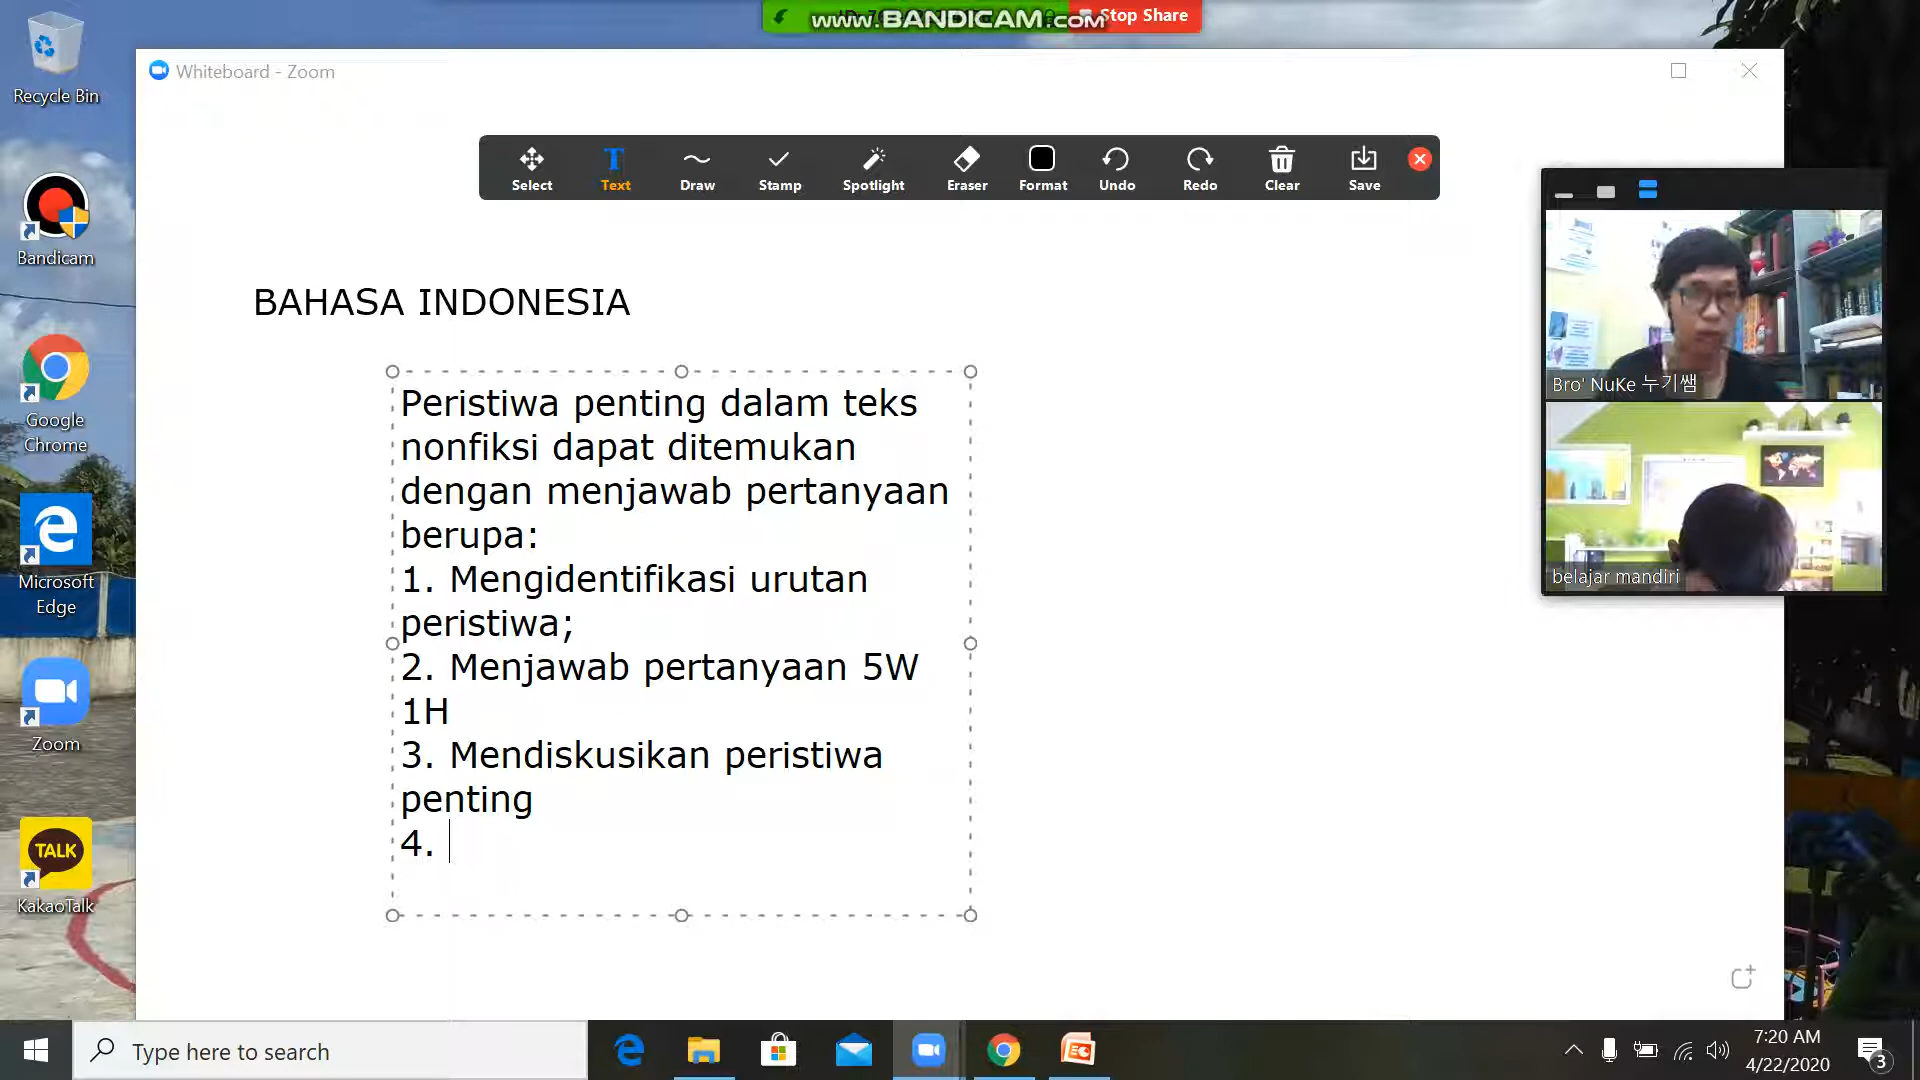 www.BANDICAM.com
Stop Share
Recycle Bin
Whiteboard - Zoom
Select
Text
Draw
Stamp
Spotlight
Eraser
Format
Undo
Redo
Clear
Save
Bandicam
BAHASA INDONESIA
Peristiwa penting dalam teks
nonfiksi dapat ditemukan
dengan menjawab pertanyaan
berupa:
1. Mengidentifikasi urutan
peristiwa;
2. Menjawab pertanyaan 5W
1H
3. Mendiskusikan peristiwa
penting
4.
Bro' NuKe 누기쌤
belajar mandiri
Google
Chrome
Microsoft
Edge
Zoom
TALK
KakaoTalk
Type here to search
7:20 AM
4/22/2020
3